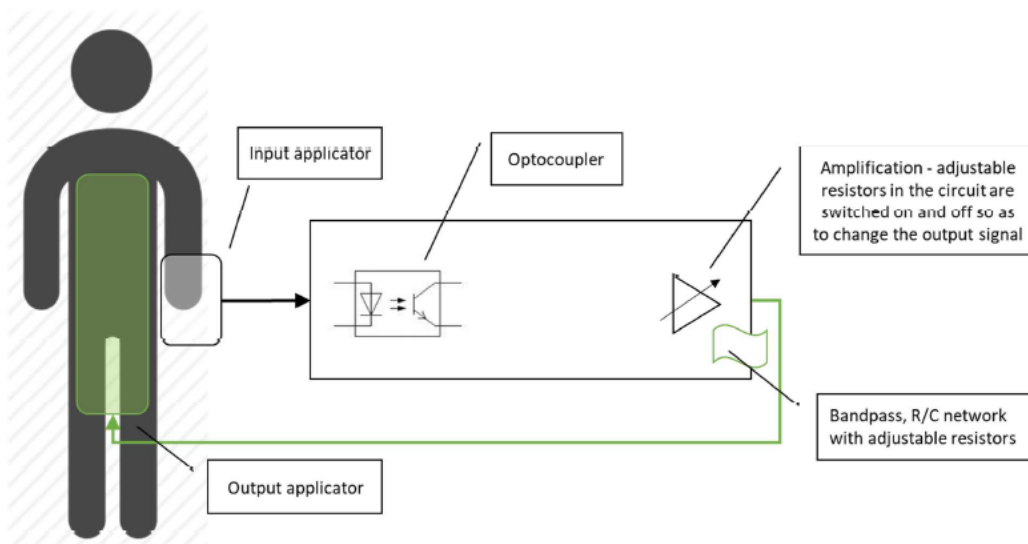 Input applicator
Optocoupler
Amplification - adjustable
resistors in the circuit are
switched on and off so as
to change the output signal
Bandpass, R/C network
with adjustable resistors
Output applicator